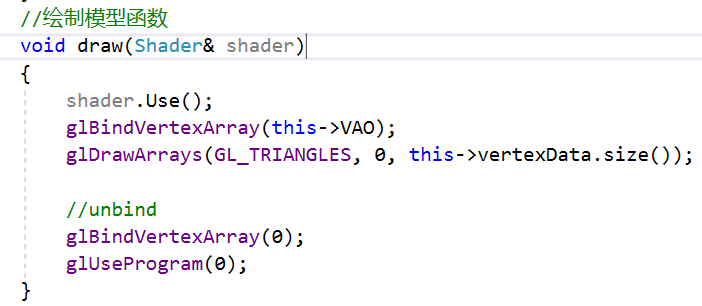 //绘制模型函数
void draw(Shader& shader)
{
    shader.Use();
    glBindVertexArray(this->VAO);
    glDrawArrays(GL_TRIANGLES, 0, this->vertexData.size());

    //unbind
    glBindVertexArray(0);
    glUseProgram(0);
}